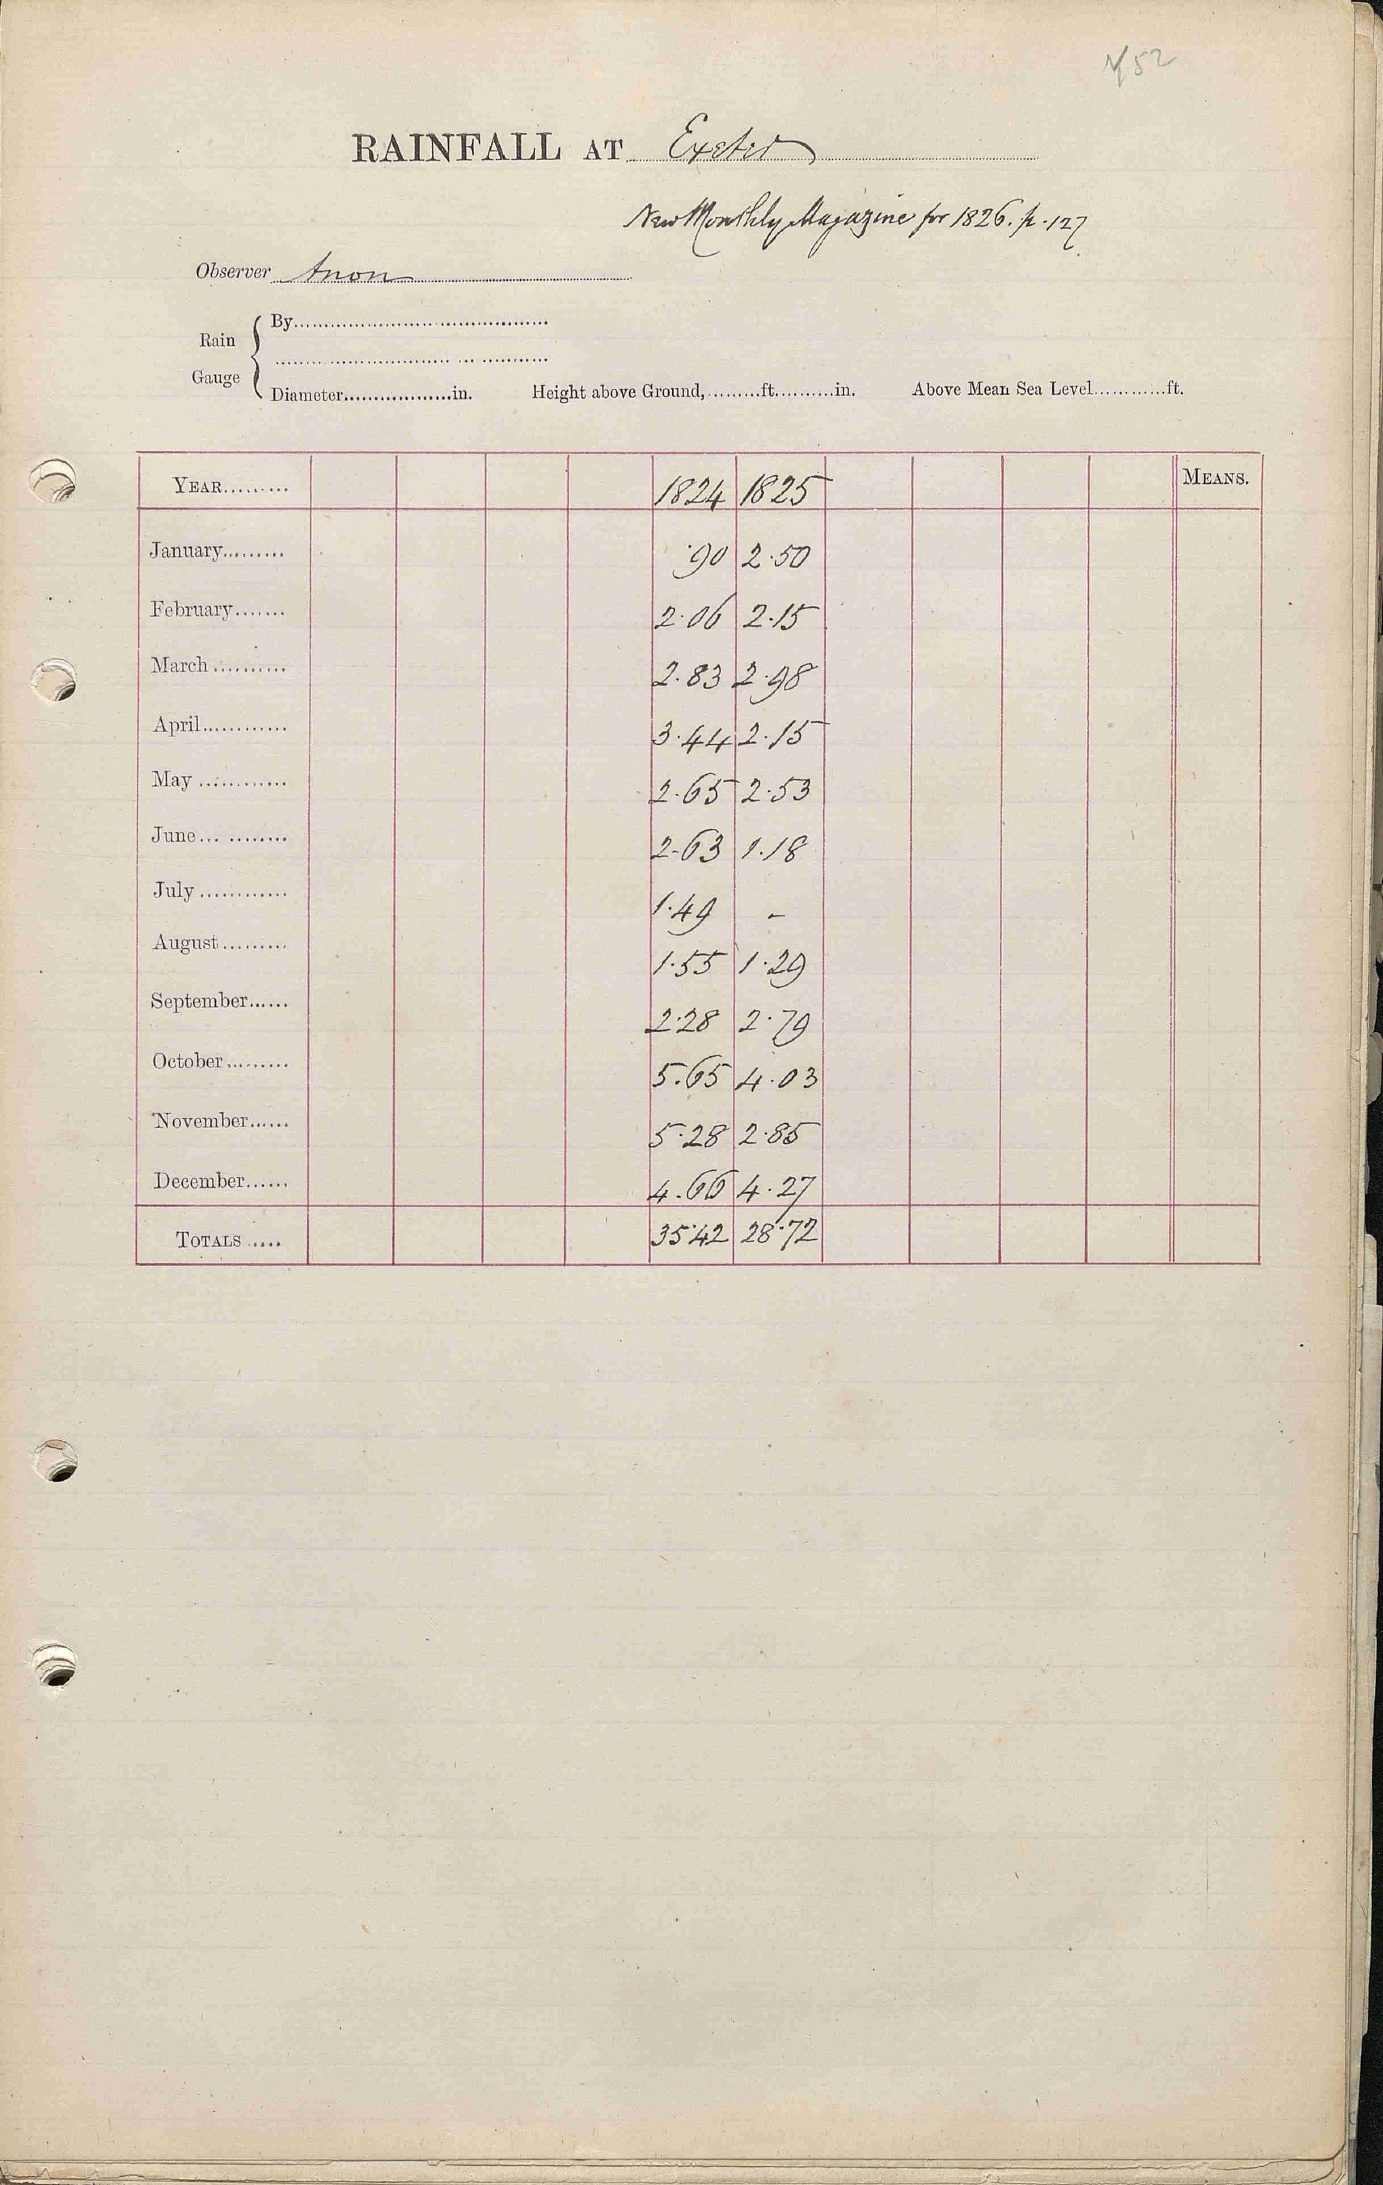 52
RAINFALL AT Exeter
New Monthly Magazine for 1826. p. 127
Observer Anon
Rain Gauge
By
Diameter in. Height above Ground, ft. in. Above Mean Sea Level ft.
YEAR 1824 1825 MEANS.
January ·90 2·50
February 2·06 2·15
March 2·83 2·98
April 3·44 2·15
May 2·65 2·53
June 2·63 1·18
July 1·49 –
August 1·55 1·29
September 2·28 2·79
October 5·65 4·03
November 5·28 2·85
December 4·66 4·27
TOTALS 35·42 28·72